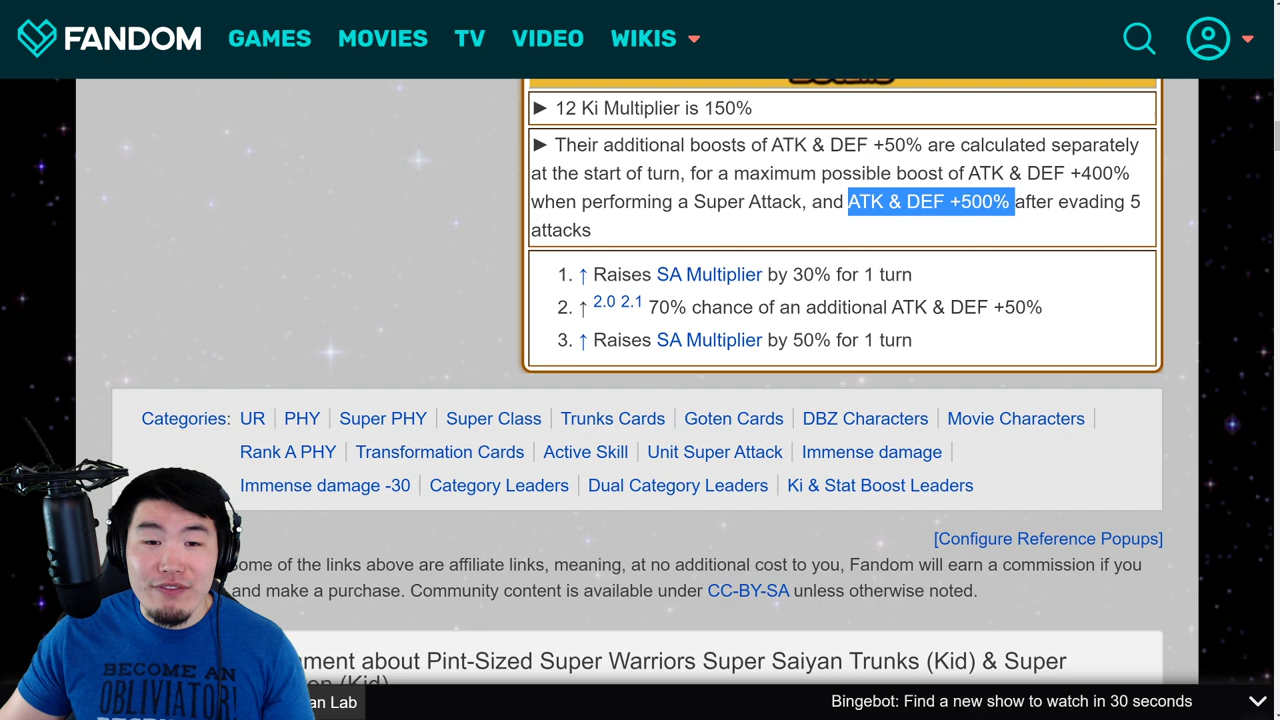 FANDOM GAMES MOVIES TV VIDEO WIKIS
► 12 Ki Multiplier is 150%
► Their additional boosts of ATK & DEF +50% are calculated separately
at the start of turn, for a maximum possible boost of ATK & DEF +400%
when performing a Super Attack, and ATK & DEF +500% after evading 5
attacks
1. ↑ Raises SA Multiplier by 30% for 1 turn
2. ↑ 2.0 2.1 70% chance of an additional ATK & DEF +50%
3. ↑ Raises SA Multiplier by 50% for 1 turn
Categories: UR PHY Super PHY Super Class Trunks Cards Goten Cards DBZ Characters Movie Characters
Rank A PHY Transformation Cards Active Skill Unit Super Attack Immense damage
Immense damage -30 Category Leaders Dual Category Leaders Ki & Stat Boost Leaders
[Configure Reference Popups]
ome of the links above are affiliate links, meaning, at no additional cost to you, Fandom will earn a commission if you
and make a purchase. Community content is available under CC-BY-SA unless otherwise noted.
about Pint-Sized Super Warriors Super Saiyan Trunks (Kid) & Super
(Kid)
an Lab
Bingebot: Find a new show to watch in 30 seconds
BECOME AN
OBLIVIATOR!